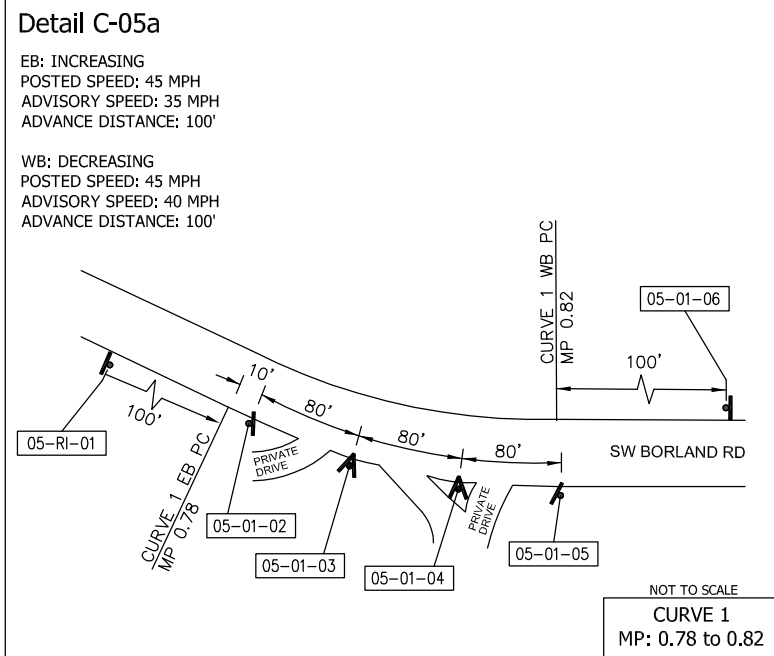 Detail C-05a
EB: INCREASING
POSTED SPEED: 45 MPH
ADVISORY SPEED: 35 MPH
ADVANCE DISTANCE: 100'
WB: DECREASING
POSTED SPEED: 45 MPH
ADVISORY SPEED: 40 MPH
ADVANCE DISTANCE: 100'
CURVE 1 WB PC
MP 0.82
05-01-06
100'
10'
80'
80'
80'
100'
SW BORLAND RD
05-RI-01
CURVE 1 EB PC
MP 0.78
PRIVATE
DRIVE
PRIVATE
DRIVE
05-01-02
05-01-03
05-01-04
05-01-05
NOT TO SCALE
CURVE 1
MP: 0.78 to 0.82